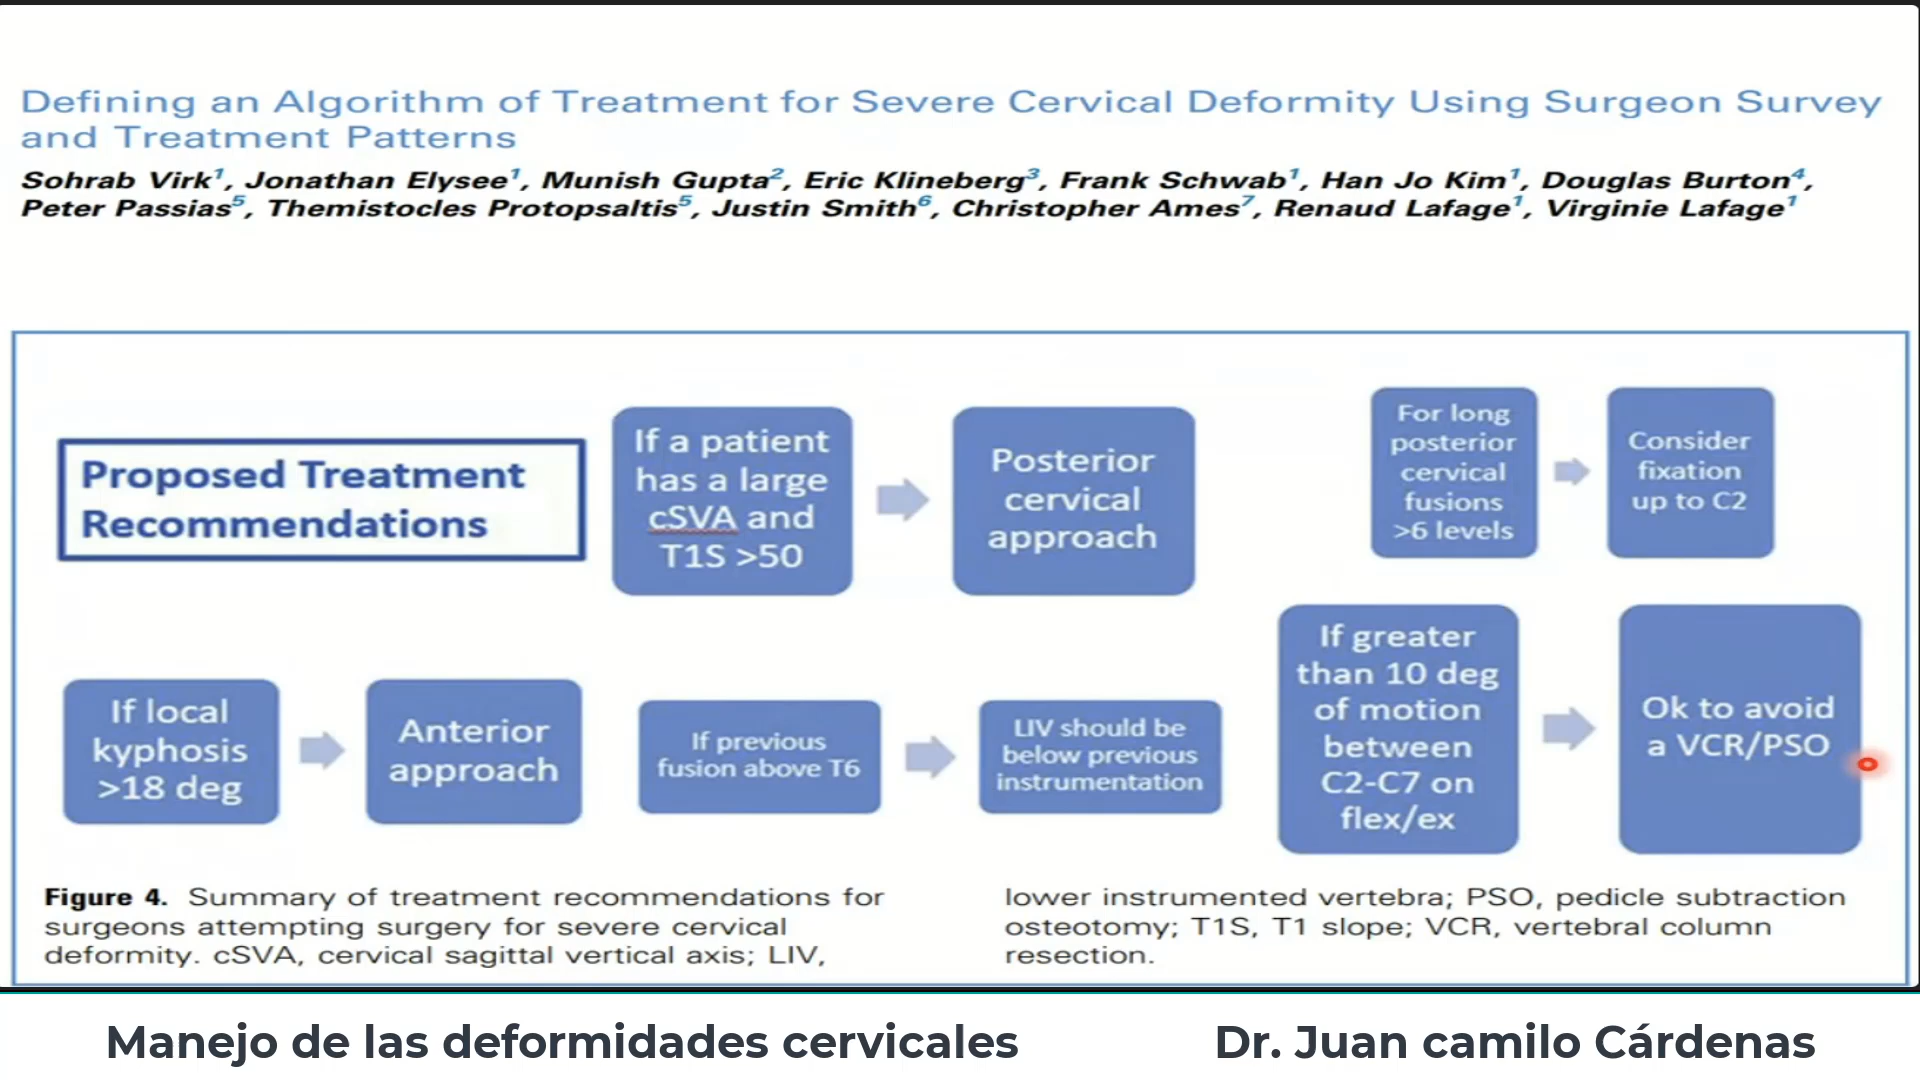 Defining an Algorithm of Treatment for Severe Cervical Deformity Using Surgeon Survey
and Treatment Patterns
Sohrab Virk1, Jonathan Elysee1, Munish Gupta2, Eric Klineberg3, Frank Schwab1, Han Jo Kim1, Douglas Burton4,
Peter Passias5, Themistocles Protopsaltis5, Justin Smith6, Christopher Ames7, Renaud Lafage1, Virginie Lafage1
Proposed Treatment
Recommendations
If a patient
has a large
cSVA and
T1S >50
Posterior
cervical
approach
For long
posterior
cervical
fusions
>6 levels
Consider
fixation
up to C2
If local
kyphosis
>18 deg
Anterior
approach
If previous
fusion above T6
LIV should be
below previous
instrumentation
If greater
than 10 deg
of motion
between
C2-C7 on
flex/ex
Ok to avoid
a VCR/PSO
Figure 4. Summary of treatment recommendations for
surgeons attempting surgery for severe cervical
deformity. cSVA, cervical sagittal vertical axis; LIV,
lower instrumented vertebra; PSO, pedicle subtraction
osteotomy; T1S, T1 slope; VCR, vertebral column
resection.
Manejo de las deformidades cervicales
Dr. Juan camilo Cárdenas